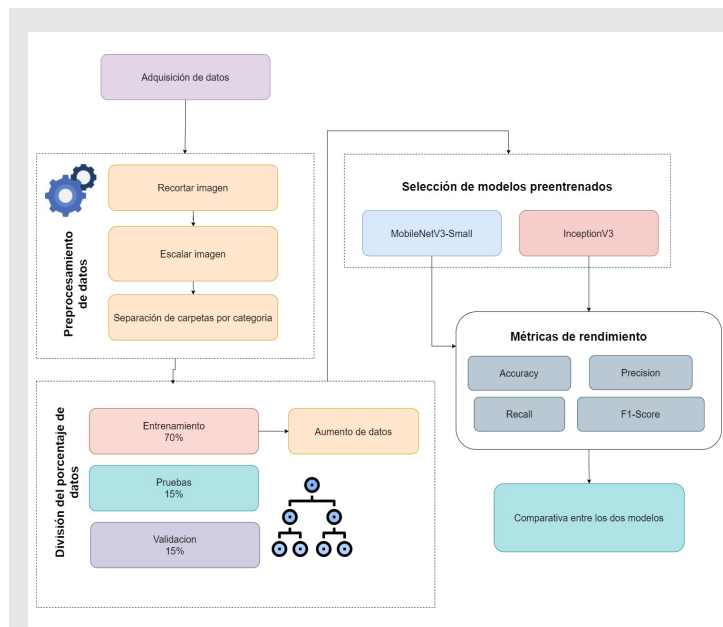 Adquisición de datos
Preprocesamiento
de datos
Recortar imagen
Escalar imagen
Separación de carpetas por categoria
División del porcentaje de
datos
Entrenamiento
70%
Aumento de datos
Pruebas
15%
Validacion
15%
Selección de modelos preentrenados
MobileNetV3-Small
InceptionV3
Métricas de rendimiento
Accuracy
Precision
Recall
F1-Score
Comparativa entre los dos modelos